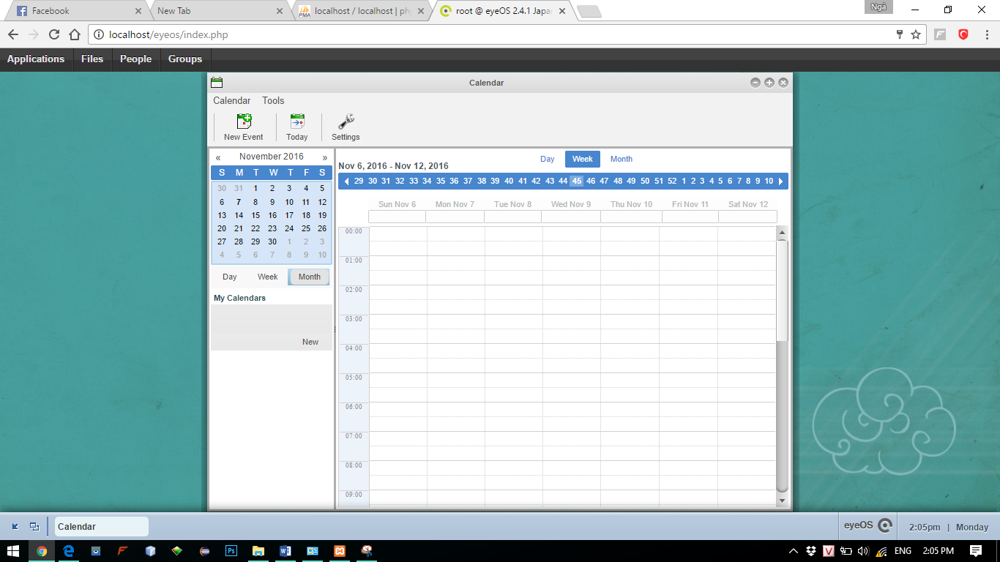 Facebook
New Tab
localhost / localhost | ph
root @ eyeOS 2.4.1 Japa
Ngà
localhost/eyeos/index.php
Applications Files People Groups
Calendar
Calendar Tools
New Event Today Settings
« November 2016 »
S M T W T F S
30 31 1 2 3 4 5
6 7 8 9 10 11 12
13 14 15 16 17 18 19
20 21 22 23 24 25 26
27 28 29 30 1 2 3
4 5 6 7 8 9 10
Day Week Month
My Calendars
New
Day Week Month
Nov 6, 2016 - Nov 12, 2016
29 30 31 32 33 34 35 36 37 38 39 40 41 42 43 44 45 46 47 48 49 50 51 52 1 2 3 4 5 6 7 8 9 10
Sun Nov 6 Mon Nov 7 Tue Nov 8 Wed Nov 9 Thu Nov 10 Fri Nov 11 Sat Nov 12
00:00
01:00
02:00
03:00
04:00
05:00
06:00
07:00
08:00
09:00
Calendar
eyeOS
2:05pm | Monday
Ps
V
ENG 2:05 PM